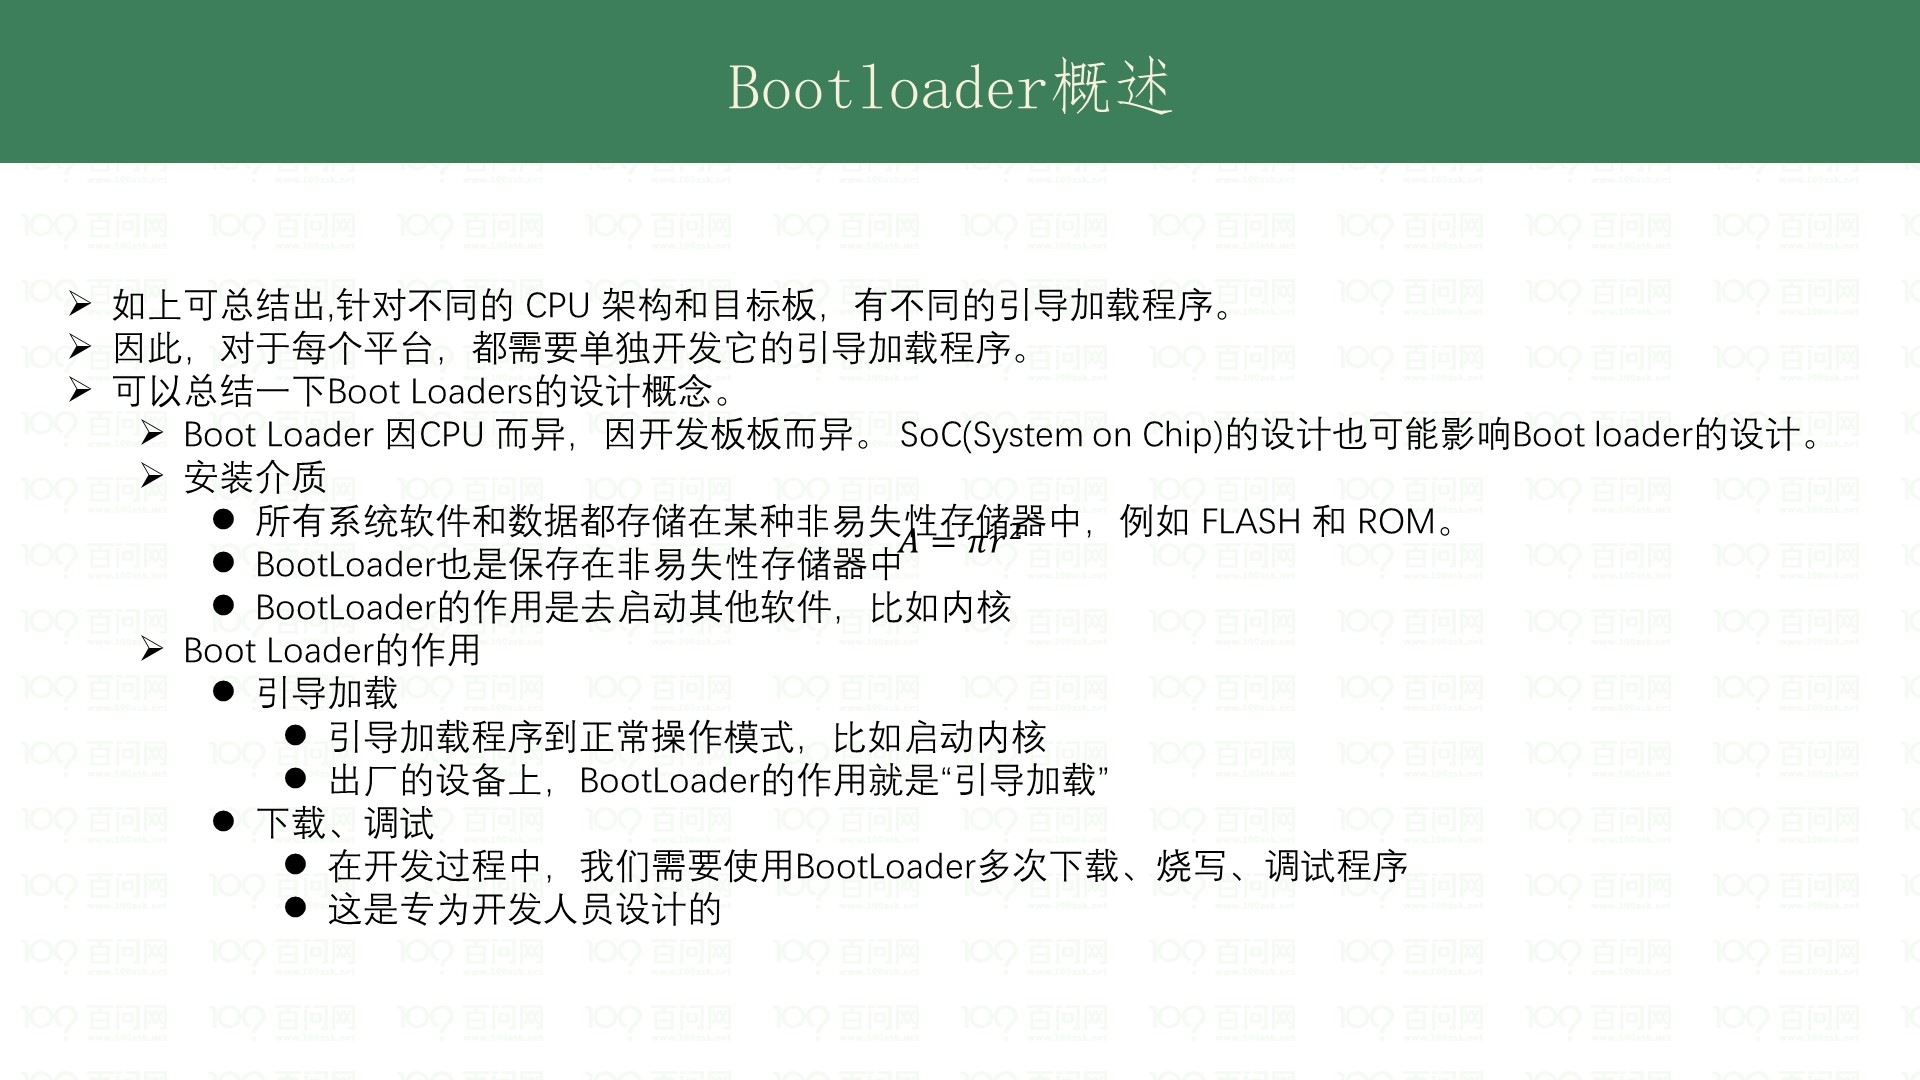 Bootloader概述
如上可总结出,针对不同的 CPU 架构和目标板，有不同的引导加载程序。
因此，对于每个平台，都需要单独开发它的引导加载程序。
可以总结一下Boot Loaders的设计概念。
Boot Loader 因CPU 而异，因开发板板而异。 SoC(System on Chip)的设计也可能影响Boot loader的设计。
安装介质
所有系统软件和数据都存储在某种非易失性存储器中，例如 FLASH 和 ROM。
A = πr²
BootLoader也是保存在非易失性存储器中
BootLoader的作用是去启动其他软件，比如内核
Boot Loader的作用
引导加载
引导加载程序到正常操作模式，比如启动内核
出厂的设备上，BootLoader的作用就是“引导加载”
下载、调试
在开发过程中，我们需要使用BootLoader多次下载、烧写、调试程序
这是专为开发人员设计的
百问网
www.100ask.net